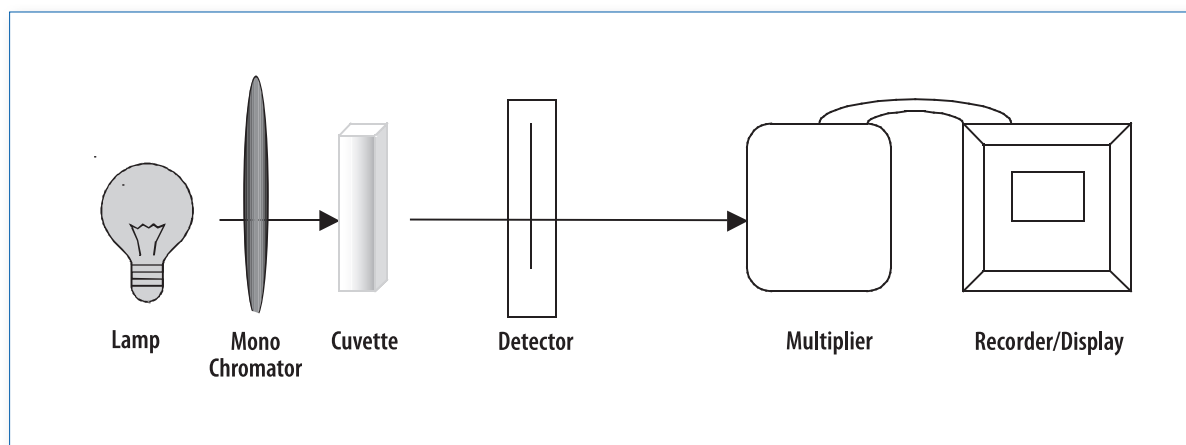 Lamp
Mono
Chromator
Cuvette
Detector
Multiplier
Recorder/Display